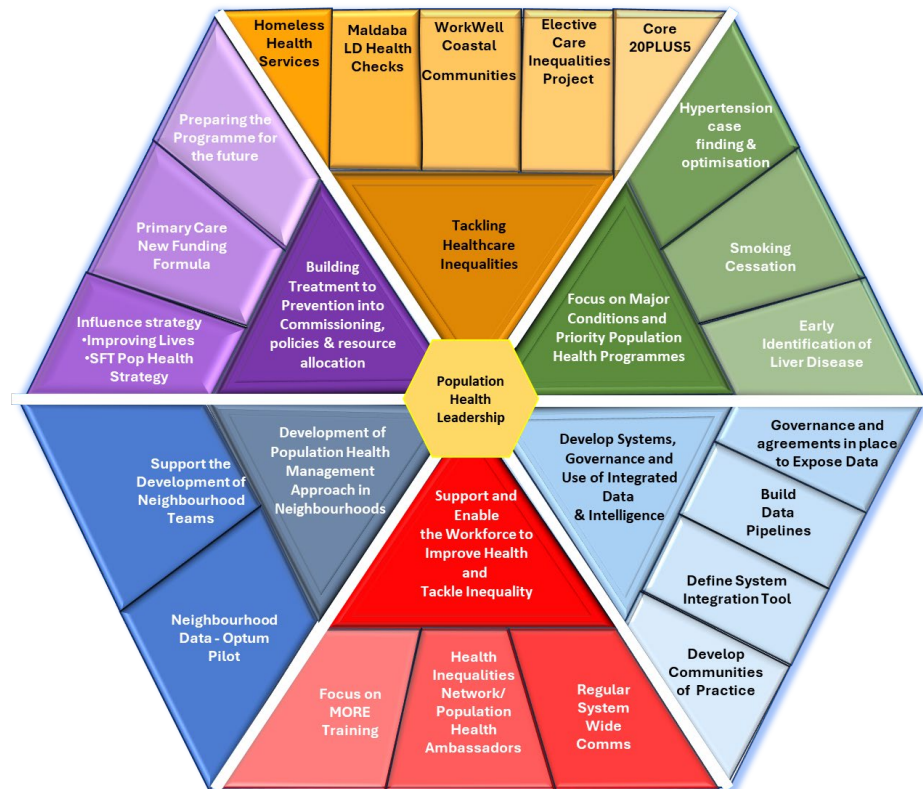 Homeless
Health
Services
Maldaba
LD Health
Checks
WorkWell
Coastal
Communities
Elective
Care
Inequalities
Project
Core
20PLUS5
Tackling
Healthcare
Inequalities
Hypertension
case
finding &
optimisation
Smoking
Cessation
Early
Identification
of Liver Disease
Focus on Major
Conditions and
Priority Population
Health Programmes
Preparing the
Programme for
the future
Primary Care
New Funding
Formula
Influence strategy
•Improving Lives
•SFT Pop Health
Strategy
Building
Treatment to
Prevention into
Commissioning,
policies & resource
allocation
Population
Health
Leadership
Support the
Development of
Neighbourhood
Teams
Neighbourhood
Data - Optum
Pilot
Development of
Population Health
Management
Approach in
Neighbourhoods
Support and
Enable
the Workforce to
Improve Health
and
Tackle Inequality
Focus on
MORE
Training
Health
Inequalities
Network/
Population
Health
Ambassadors
Regular
System
Wide
Comms
Develop Systems,
Governance and
Use of Integrated
Data
& Intelligence
Governance and
agreements in place
to Expose Data
Build
Data
Pipelines
Define System
Integration Tool
Develop
Communities
of Practice